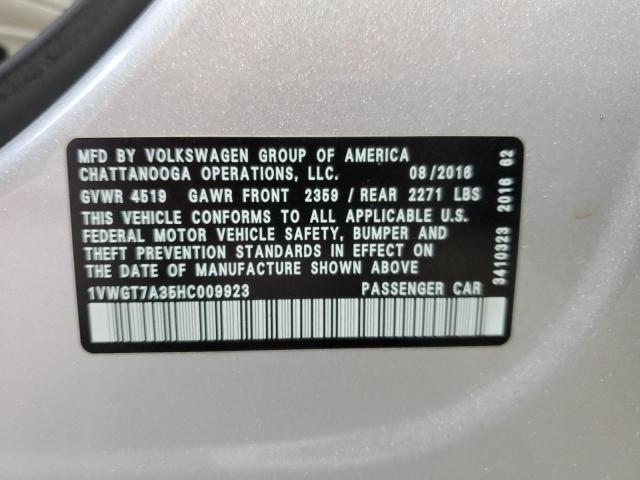 MFD BY VOLKSWAGEN GROUP OF AMERICA
CHATTANOOGA OPERATIONS, LLC. 08/2016
GVWR 4519 GAWR FRONT 2359 / REAR 2271 LBS
THIS VEHICLE CONFORMS TO ALL APPLICABLE U.S.
FEDERAL MOTOR VEHICLE SAFETY, BUMPER AND
THEFT PREVENTION STANDARDS IN EFFECT ON
THE DATE OF MANUFACTURE SHOWN ABOVE
1VWGT7A35HC009923 PASSENGER CAR
3410323 2016 62